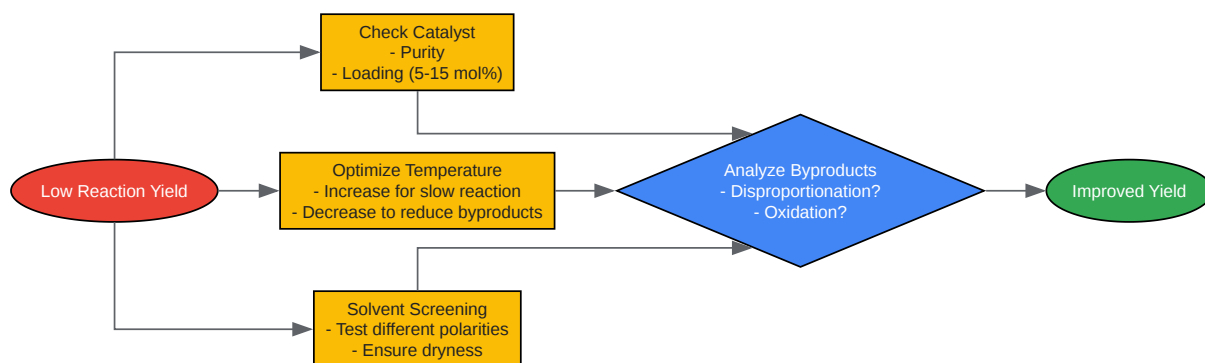 Check Catalyst
- Purity
- Loading (5-15 mol%)
Low Reaction Yield
Optimize Temperature
- Increase for slow reaction
- Decrease to reduce byproducts
Analyze Byproducts
- Disproportionation?
- Oxidation?
Improved Yield
Solvent Screening
- Test different polarities
- Ensure dryness